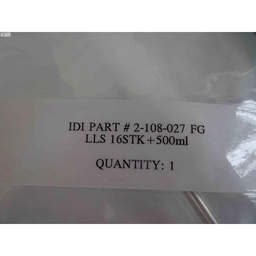 IDI PART # 2-108-027 FG
LLS 16STK+500ml
QUANTITY: 1